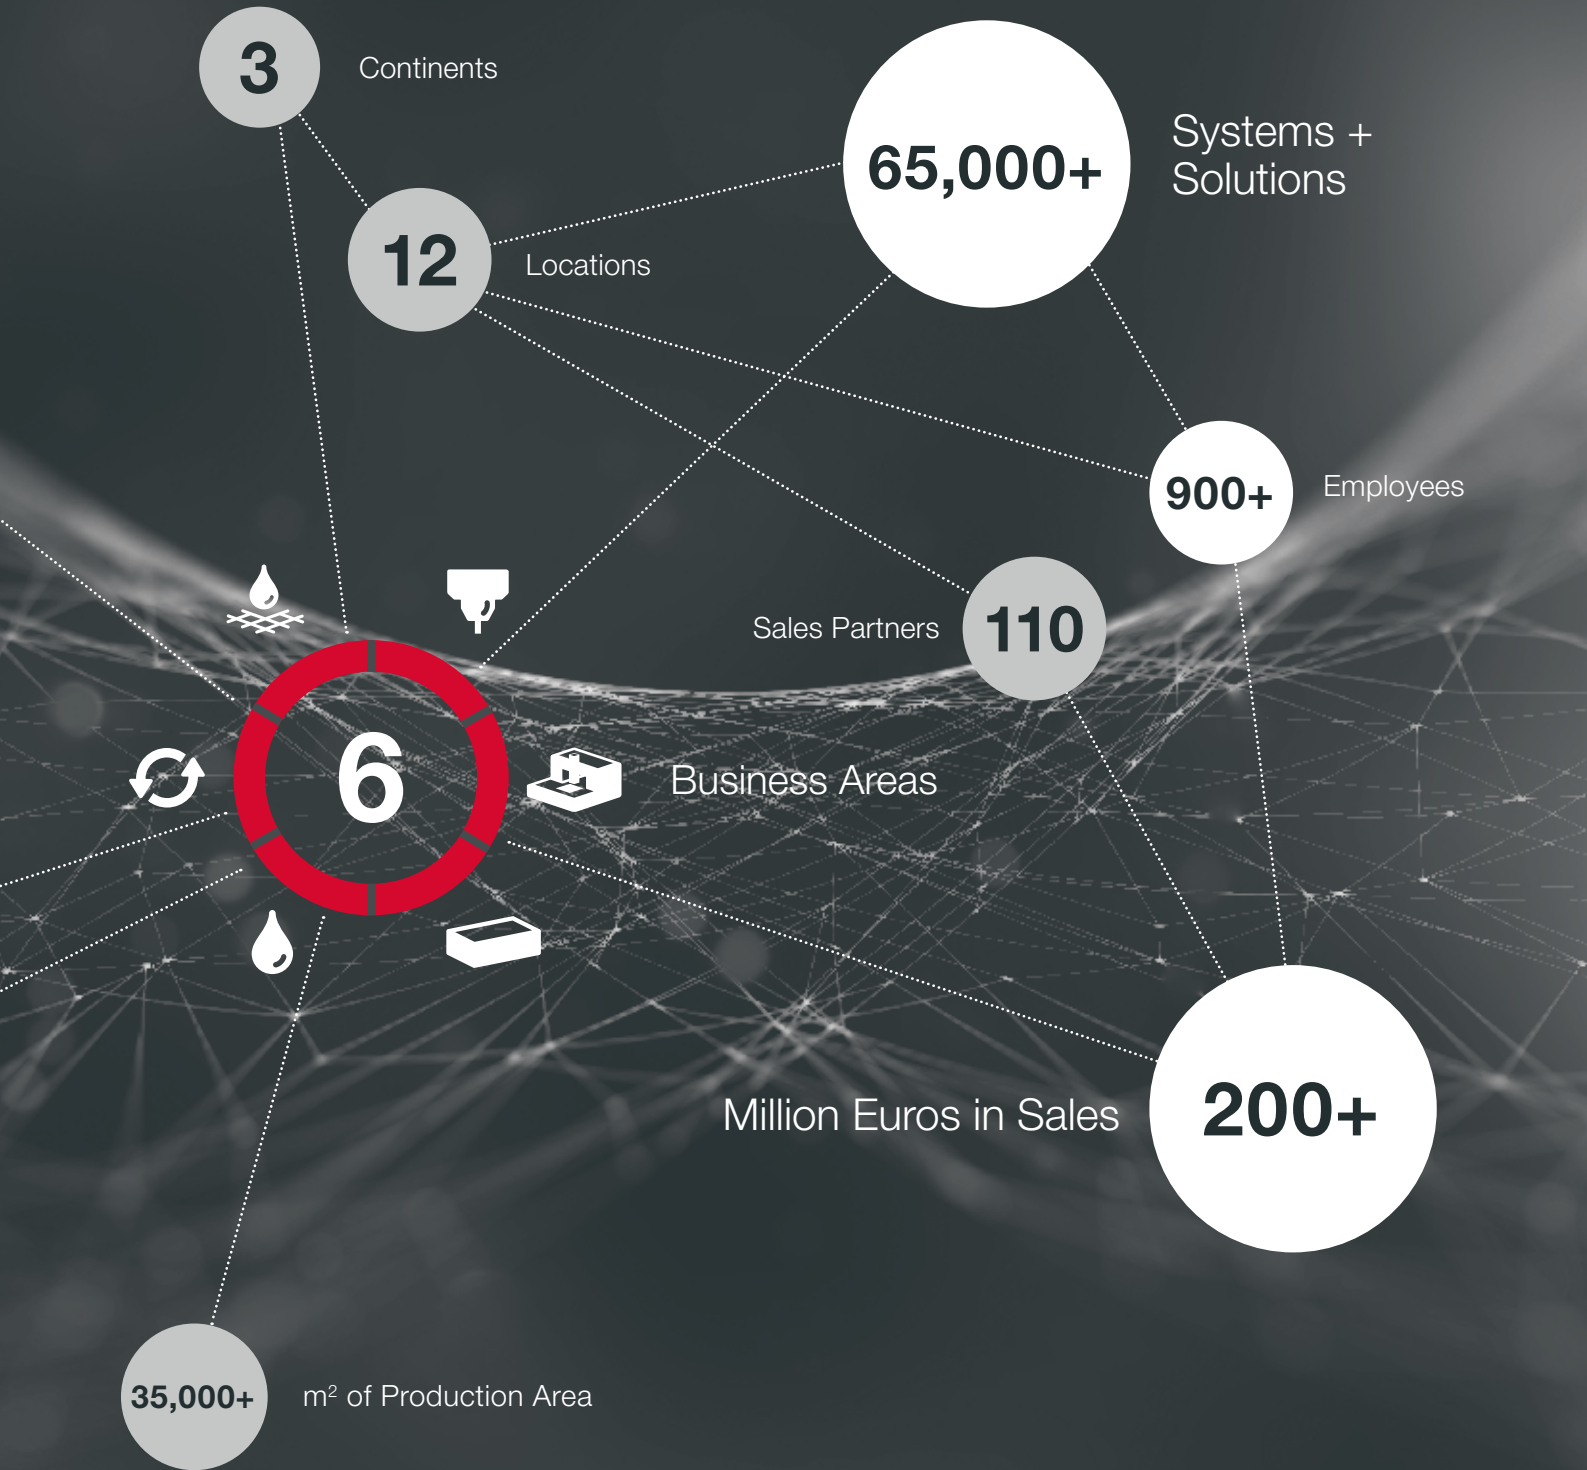 3
Continents
65,000+
Systems +
Solutions
12
Locations
900+
Employees
Sales Partners
110
6
Business Areas
Million Euros in Sales
200+
35,000+
m² of Production Area